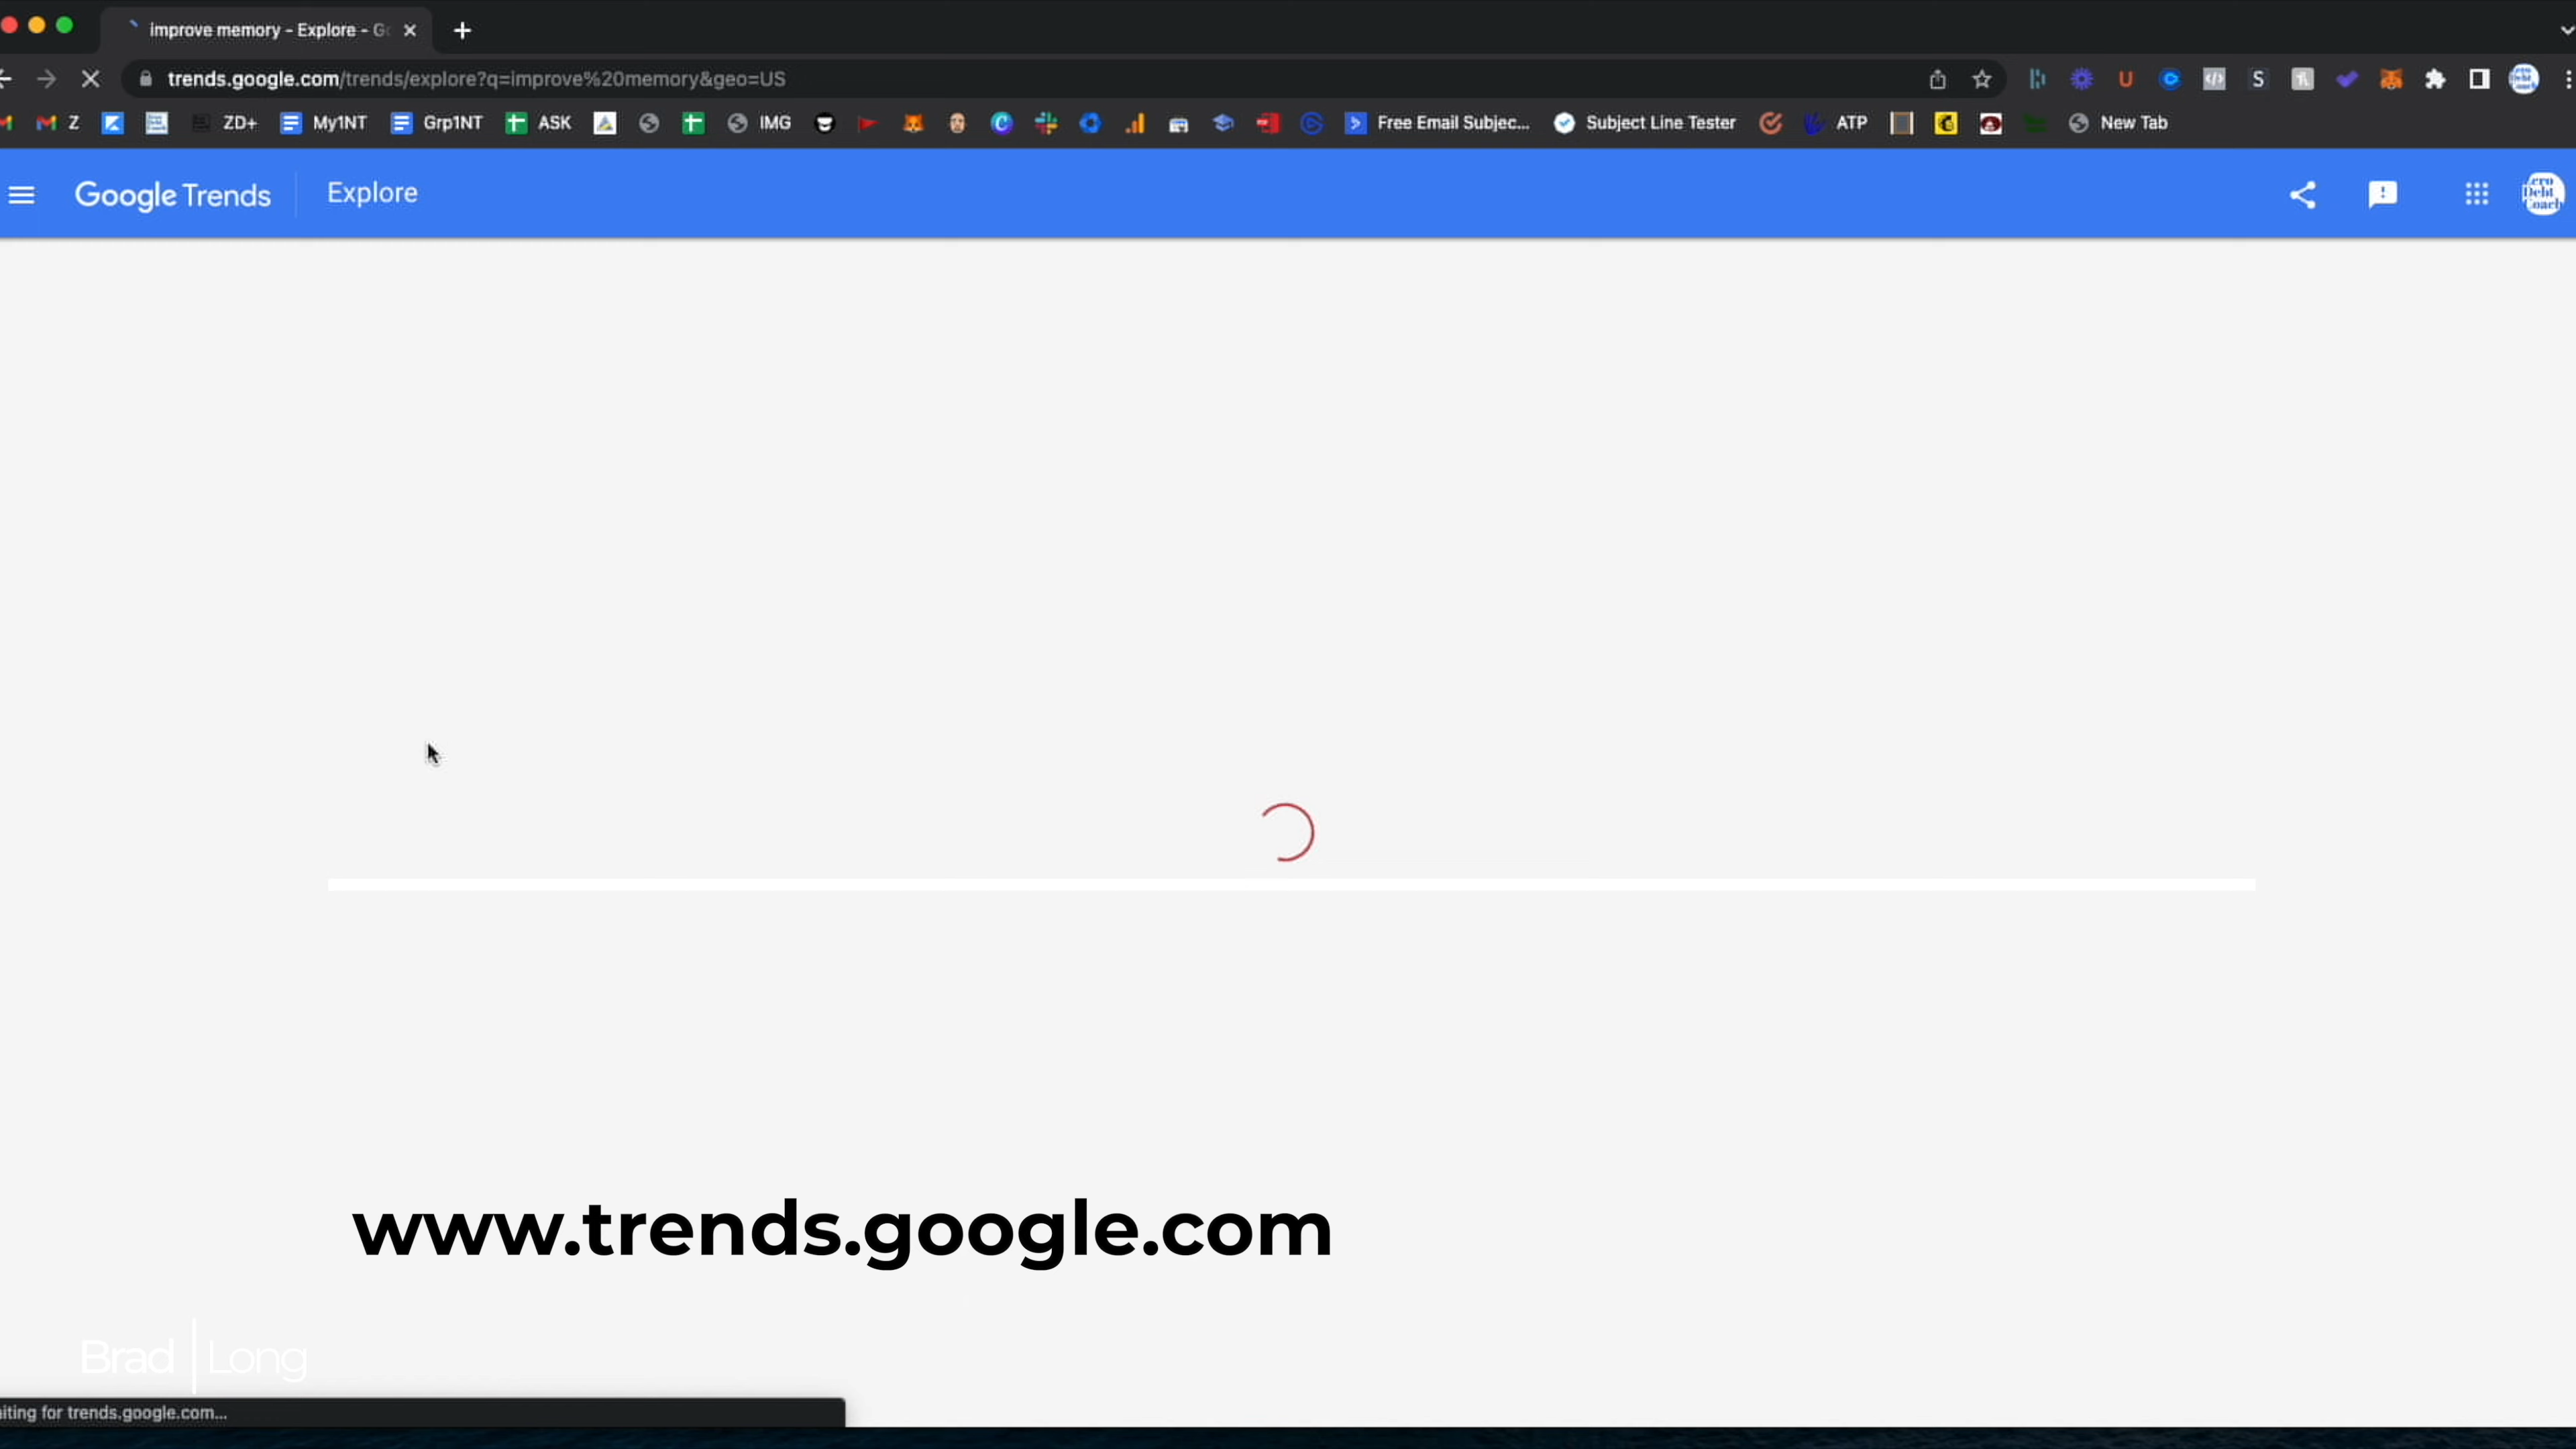 improve memory - Explore - G
trends.google.com/trends/explore?q=improve%20memory&geo=US
Z ZD+ My1NT Grp1NT ASK IMG Free Email Subjec... Subject Line Tester ATP New Tab
Google Trends Explore
www.trends.google.com
Brad Long
iting for trends.google.com...